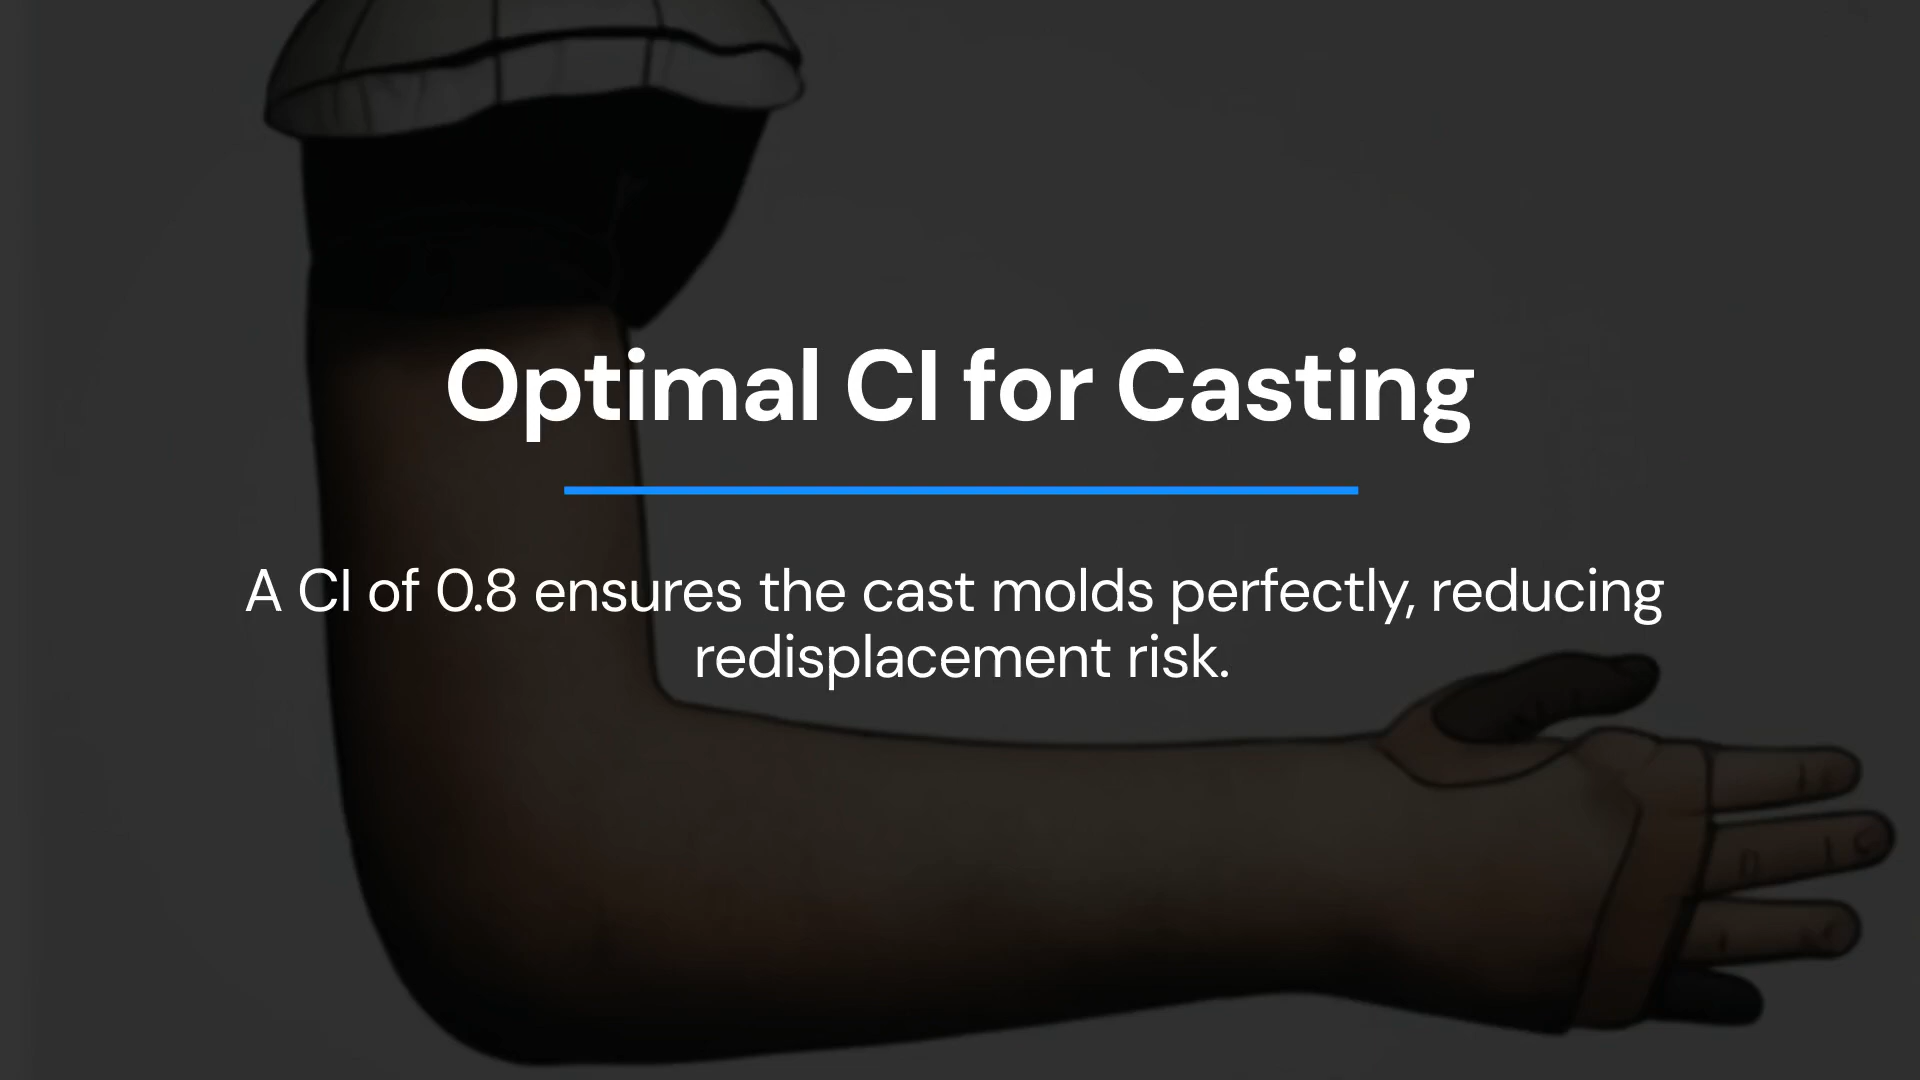 Optimal CI for Casting
A CI of 0.8 ensures the cast molds perfectly, reducing
redisplacement risk.